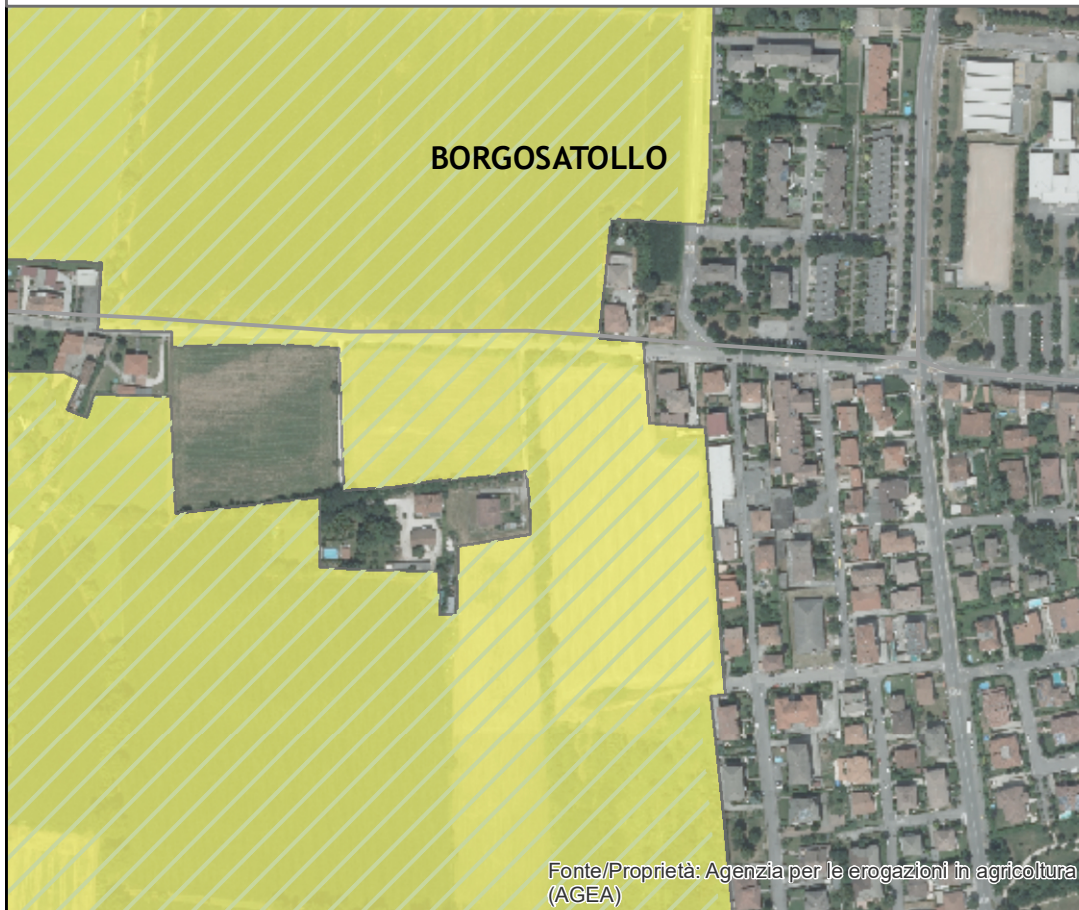 BORGOSATOLLO
Fonte/Proprietà: Agenzia per le erogazioni in agricoltura
(AGEA)